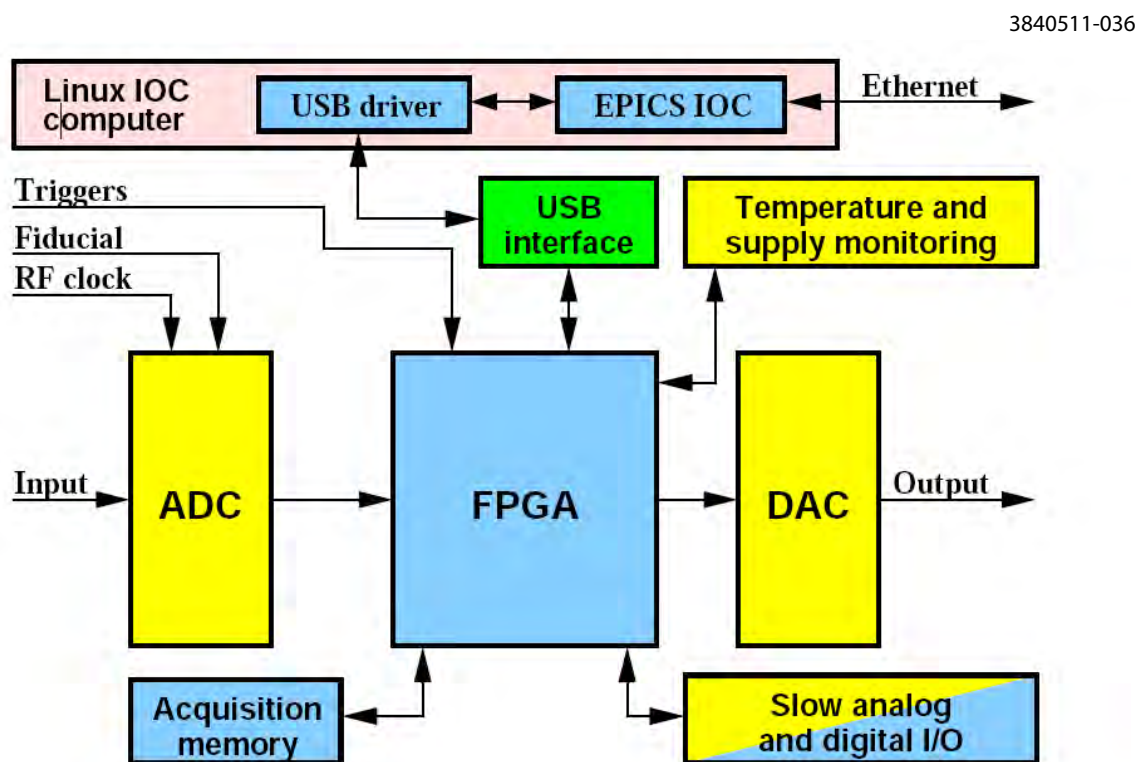 3840511-036
Linux IOC
computer
USB driver
EPICS IOC
Ethernet
Triggers
Fiducial
RF clock
USB
interface
Temperature and
supply monitoring
Input
ADC
FPGA
DAC
Output
Acquisition
memory
Slow analog
and digital I/O